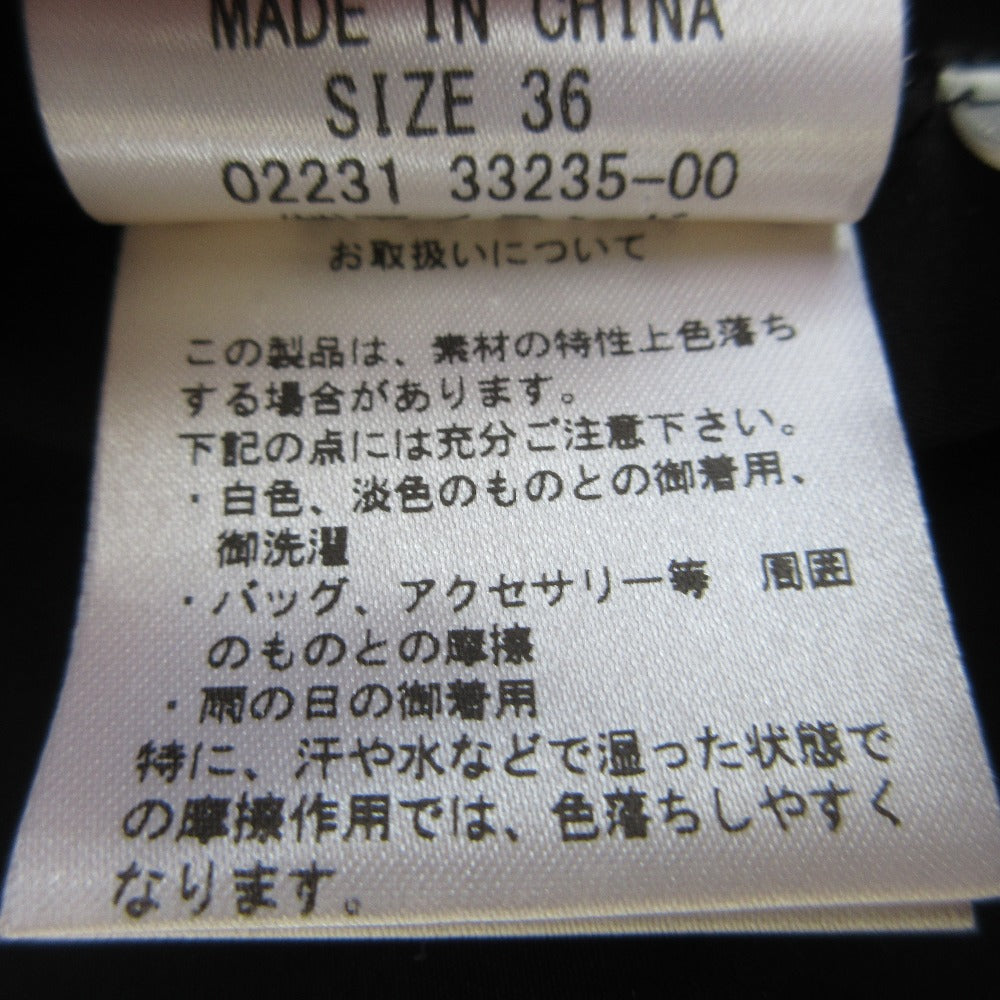 MADE IN CHINA
SIZE 36
02231 33235-00
お取扱いについて
この製品は、素材の特性上色落ち
する場合があります。
下記の点には充分ご注意下さい。
・白色、淡色のものとの御着用、
御洗濯
・バッグ、アクセサリー等 周囲
のものとの摩擦
・雨の日の御着用
特に、汗や水などで湿った状態で
の摩擦作用では、色落ちしやすく
なります。